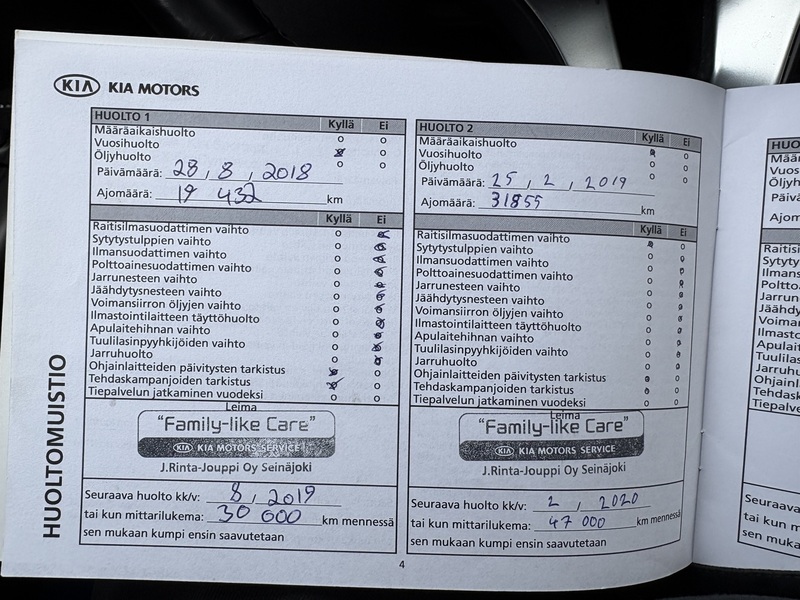 KIA KIA MOTORS
HUOLTOMUISTIO
HUOLTO 1 Kyllä Ei
Määräaikaishuolto
Vuosihuolto
Öljyhuolto
Päivämäärä: 28, 8, 2018
Ajomäärä: 19 432 km
Kyllä Ei
Raitisilmasuodattimen vaihto
Sytytystulppien vaihto
Ilmansuodattimen vaihto
Polttoainesuodattimen vaihto
Jarrunesteen vaihto
Jäähdytysnesteen vaihto
Voimansiirron öljyjen vaihto
Ilmastointilaitteen täyttöhuolto
Apulaitehihnan vaihto
Tuulilasinpyyhkijöiden vaihto
Jarruhuolto
Ohjainlaitteiden päivitysten tarkistus
Tehdaskampanjoiden tarkistus
Tiepalvelun jatkaminen vuodeksi
Leima
"Family-like Care"
KIA KIA MOTORS SERVICE
J.Rinta-Jouppi Oy Seinäjoki
Seuraava huolto kk/v: 8, 2019
tai kun mittarilukema: 30 000 km mennessä
sen mukaan kumpi ensin saavutetaan
HUOLTO 2 Kyllä Ei
Määräaikaishuolto
Vuosihuolto
Öljyhuolto
Päivämäärä: 25, 2, 2019
Ajomäärä: 31855 km
Kyllä Ei
Raitisilmasuodattimen vaihto
Sytytystulppien vaihto
Ilmansuodattimen vaihto
Polttoainesuodattimen vaihto
Jarrunesteen vaihto
Jäähdytysnesteen vaihto
Voimansiirron öljyjen vaihto
Ilmastointilaitteen täyttöhuolto
Apulaitehihnan vaihto
Tuulilasinpyyhkijöiden vaihto
Jarruhuolto
Ohjainlaitteiden päivitysten tarkistus
Tehdaskampanjoiden tarkistus
Tiepalvelun jatkaminen vuodeksi
Leima
"Family-like Care"
KIA KIA MOTORS SERVICE
J.Rinta-Jouppi Oy Seinäjoki
Seuraava huolto kk/v: 2, 2020
tai kun mittarilukema: 47 000 km mennessä
sen mukaan kumpi ensin saavutetaan
4